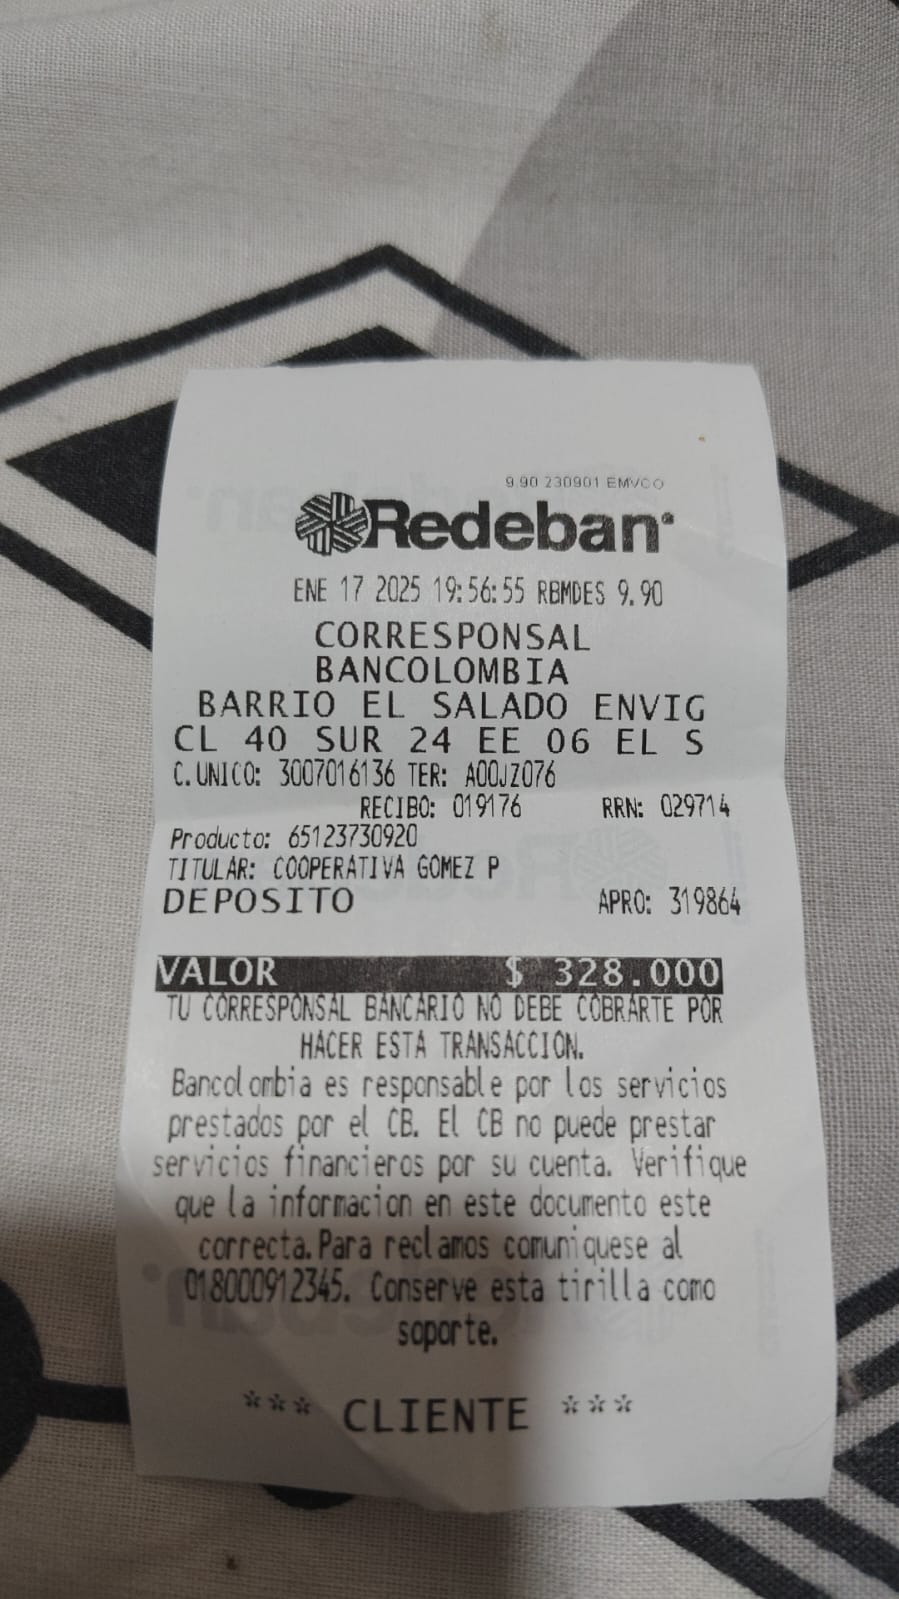 9.90 230901 EMVCO
Redeban
ENE 17 2025 19:56:55 RBMDES 9.90
CORRESPONSAL
BANCOLOMBIA
BARRIO EL SALADO ENVIG
CL 40 SUR 24 EE 06 EL S
C.UNICO: 3007016136 TER: A00JZ076
RECIBO: 019176 RRN: 029714
Producto: 65123730920
TITULAR: COOPERATIVA GOMEZ P
DEPOSITO APRO: 319864
VALOR $ 328.000
TU CORRESPONSAL BANCARIO NO DEBE COBRARTE POR
HACER ESTA TRANSACCION.
Bancolombia es responsable por los servicios
prestados por el CB. El CB no puede prestar
servicios financieros por su cuenta. Verifique
que la informacion en este documento este
correcta.Para reclamos comuniquese al
018000912345. Conserve esta tirilla como
soporte.
*** CLIENTE ***